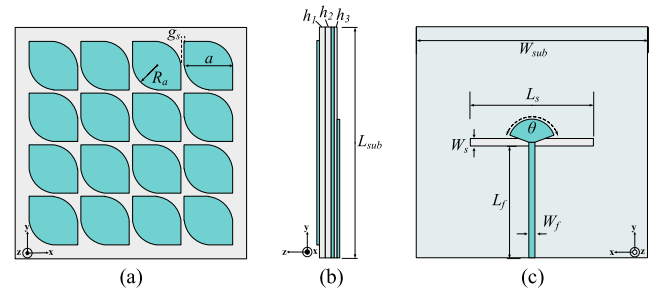 g_s
a
R_a
y
z x
(a)
h_1 h_2 h_3
L_sub
y
z x
(b)
W_sub
L_s
θ
W_s
L_f
W_f
y
z x
(c)